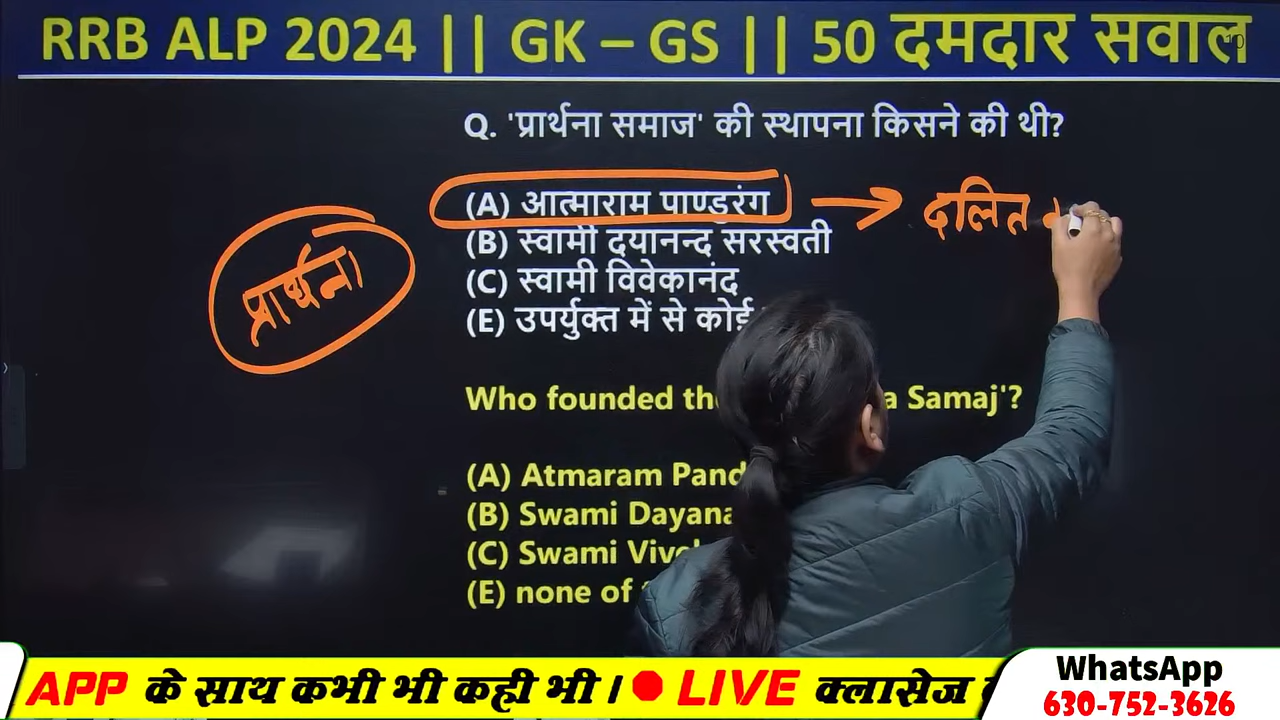 RRB ALP 2024 || GK – GS || 50 दमदार सवाल
Q. 'प्रार्थना समाज' की स्थापना किसने की थी?
(A) आत्माराम पाण्डुरंग → दलित
(B) स्वामी दयानन्द सरस्वती
(C) स्वामी विवेकानंद
(E) उपर्युक्त में से कोई
प्रार्थना
Who founded the a Samaj'?
(A) Atmaram Pand
(B) Swami Dayana
(C) Swami Vive
(E) none of
APP के साथ कभी भी कही भी । LIVE क्लासेज
WhatsApp
630-752-3626